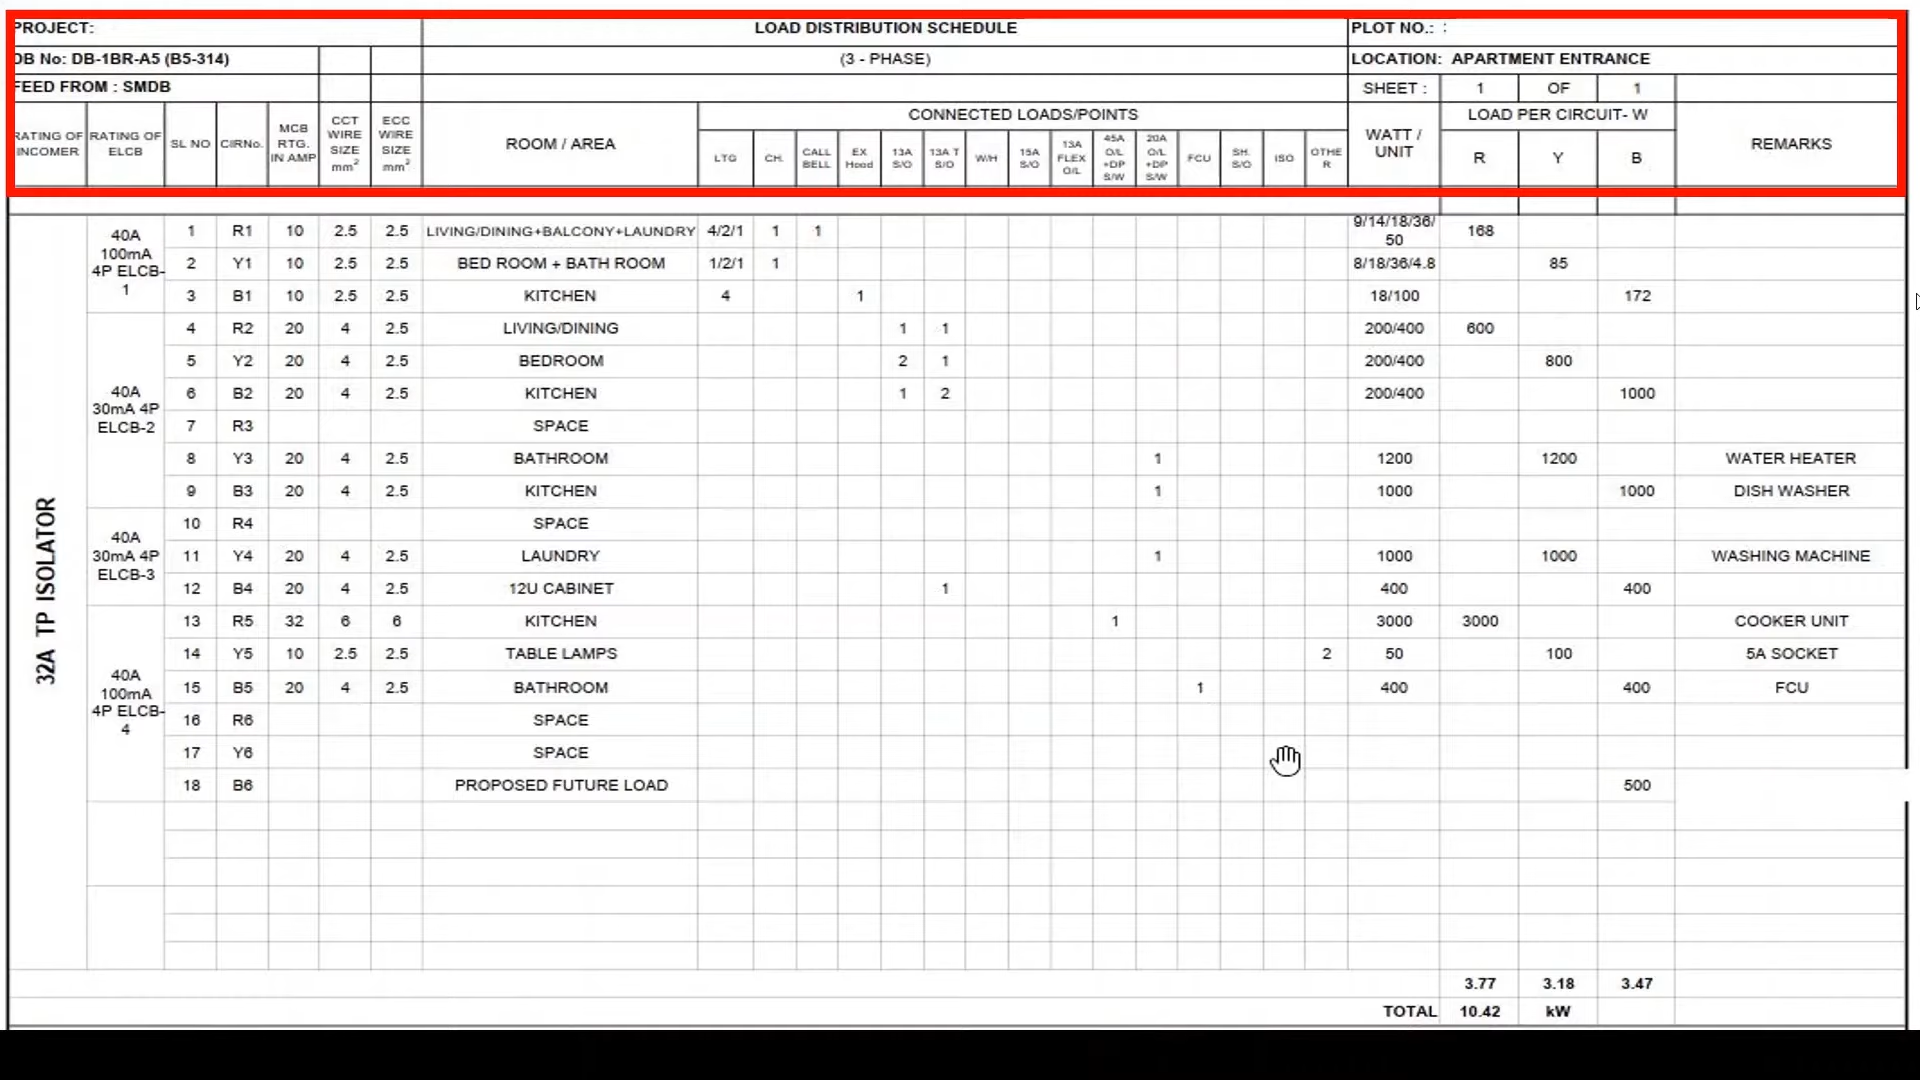 PROJECT: LOAD DISTRIBUTION SCHEDULE PLOT NO.: :
DB No: DB-1BR-A5 (B5-314) (3 - PHASE) LOCATION: APARTMENT ENTRANCE
FEED FROM : SMDB SHEET : 1 OF 1
RATING OF INCOMER
RATING OF ELCB
SL NO
CIRNo.
MCB RTG. IN AMP
CCT WIRE SIZE mm²
ECC WIRE SIZE mm²
ROOM / AREA
CONNECTED LOADS/POINTS
LTG
CH.
CALL BELL
EX Hood
13A S/O
13A T S/O
W/H
15A S/O
13A FLEX O/L
45A O/L +DP S/W
20A O/L +DP S/W
FCU
SH. S/O
ISO
OTHE R
WATT / UNIT
LOAD PER CIRCUIT- W
R Y B
REMARKS
32A TP ISOLATOR
40A 100mA 4P ELCB-1
1 R1 10 2.5 2.5 LIVING/DINING+BALCONY+LAUNDRY 4/2/1 1 1 9/14/18/36/50 168
2 Y1 10 2.5 2.5 BED ROOM + BATH ROOM 1/2/1 1 8/18/36/4.8 85
3 B1 10 2.5 2.5 KITCHEN 4 1 18/100 172
40A 30mA 4P ELCB-2
4 R2 20 4 2.5 LIVING/DINING 1 1 200/400 600
5 Y2 20 4 2.5 BEDROOM 2 1 200/400 800
6 B2 20 4 2.5 KITCHEN 1 2 200/400 1000
7 R3 SPACE
8 Y3 20 4 2.5 BATHROOM 1 1200 1200 WATER HEATER
9 B3 20 4 2.5 KITCHEN 1 1000 1000 DISH WASHER
40A 30mA 4P ELCB-3
10 R4 SPACE
11 Y4 20 4 2.5 LAUNDRY 1 1000 1000 WASHING MACHINE
12 B4 20 4 2.5 12U CABINET 1 400 400
40A 100mA 4P ELCB-4
13 R5 32 6 6 KITCHEN 1 3000 3000 COOKER UNIT
14 Y5 10 2.5 2.5 TABLE LAMPS 2 50 100 5A SOCKET
15 B5 20 4 2.5 BATHROOM 1 400 400 FCU
16 R6 SPACE
17 Y6 SPACE
18 B6 PROPOSED FUTURE LOAD 500
3.77 3.18 3.47
TOTAL 10.42 kW